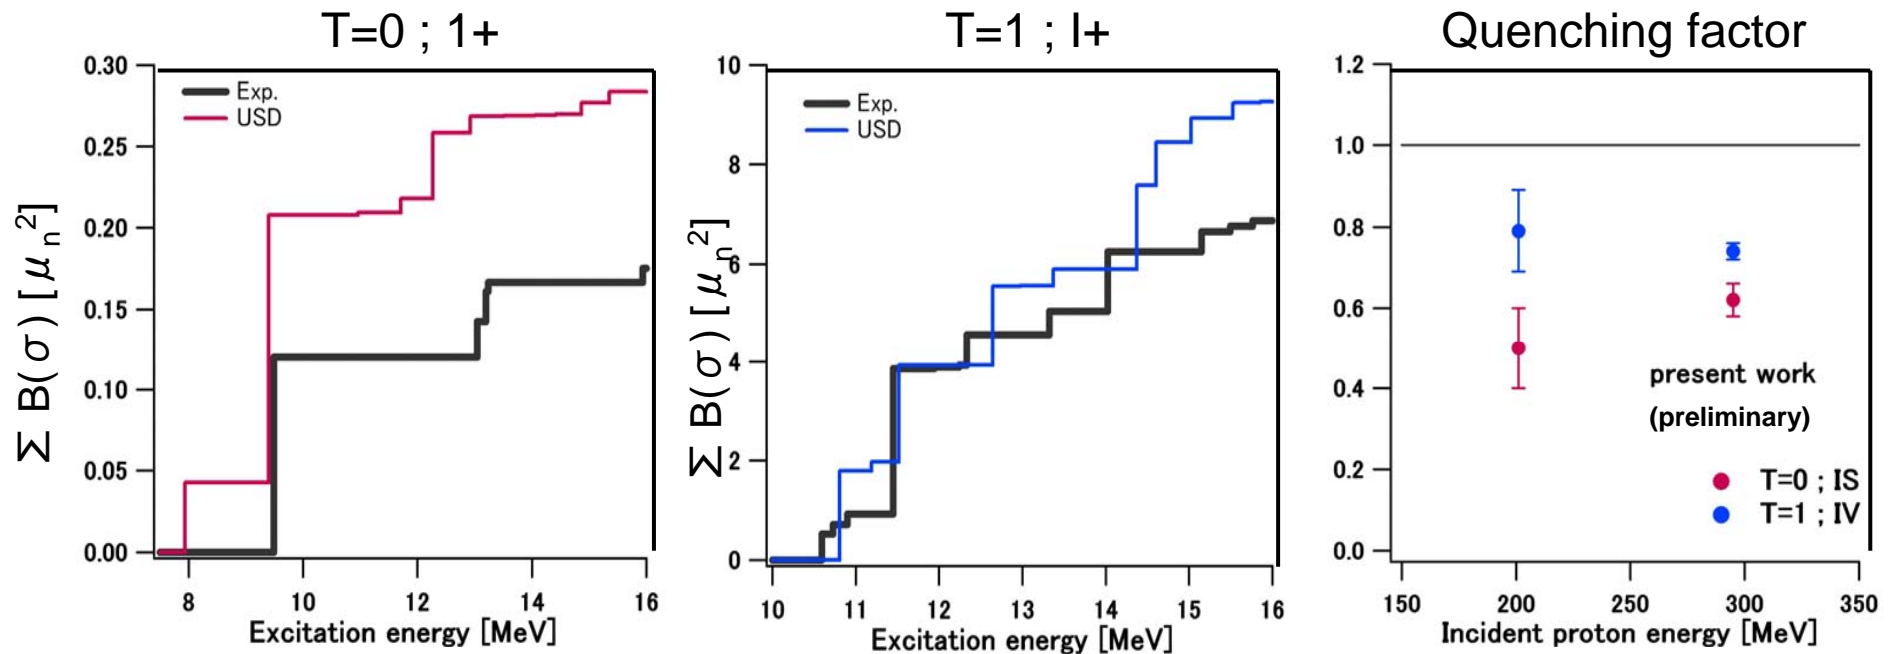 T=0 ; 1+
0.30
0.25
0.20
0.15
0.10
0.05
0.00
Σ B(σ) [μn²]
Exp.
USD
8
10
12
14
16
Excitation energy [MeV]
T=1 ; I+
10
8
6
4
2
0
Σ B(σ) [μn²]
Exp.
USD
10
11
12
13
14
15
16
Excitation energy [MeV]
Quenching factor
1.2
1.0
0.8
0.6
0.4
0.2
0.0
present work
(preliminary)
T=0 ; IS
T=1 ; IV
150
200
250
300
350
Incident proton energy [MeV]